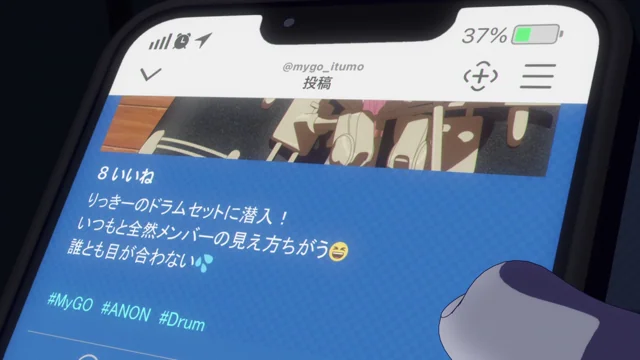 37%
@mygo_itumo
投稿
8 いいね
りっきーのドラムセットに潜入！
いつもと全然メンバーの見え方ちがう😆
誰とも目が合わない💦
#MyGO #ANON #Drum